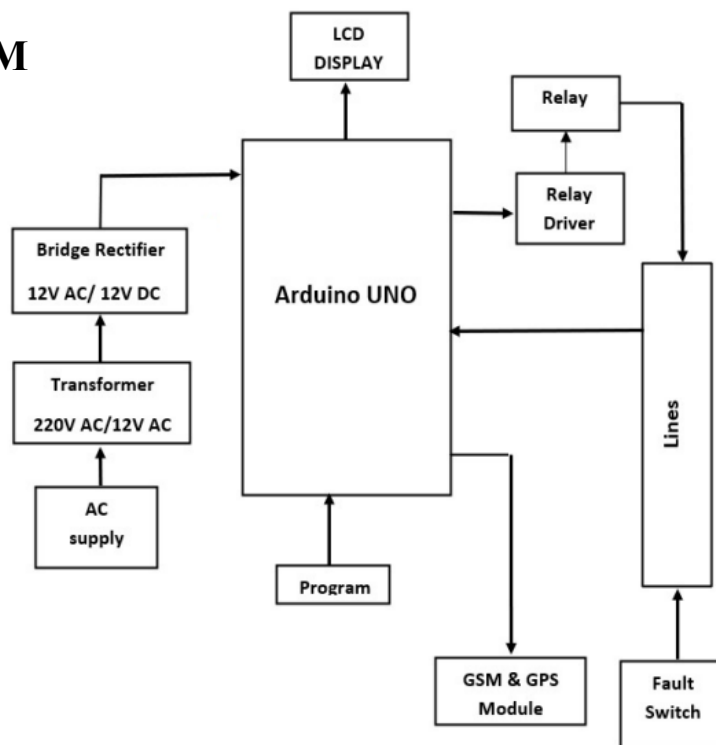 M
LCD
DISPLAY
Relay
Relay
Driver
Bridge Rectifier
12V AC/ 12V DC
Arduino UNO
Transformer
220V AC/12V AC
Lines
AC
supply
Program
GSM & GPS
Module
Fault
Switch